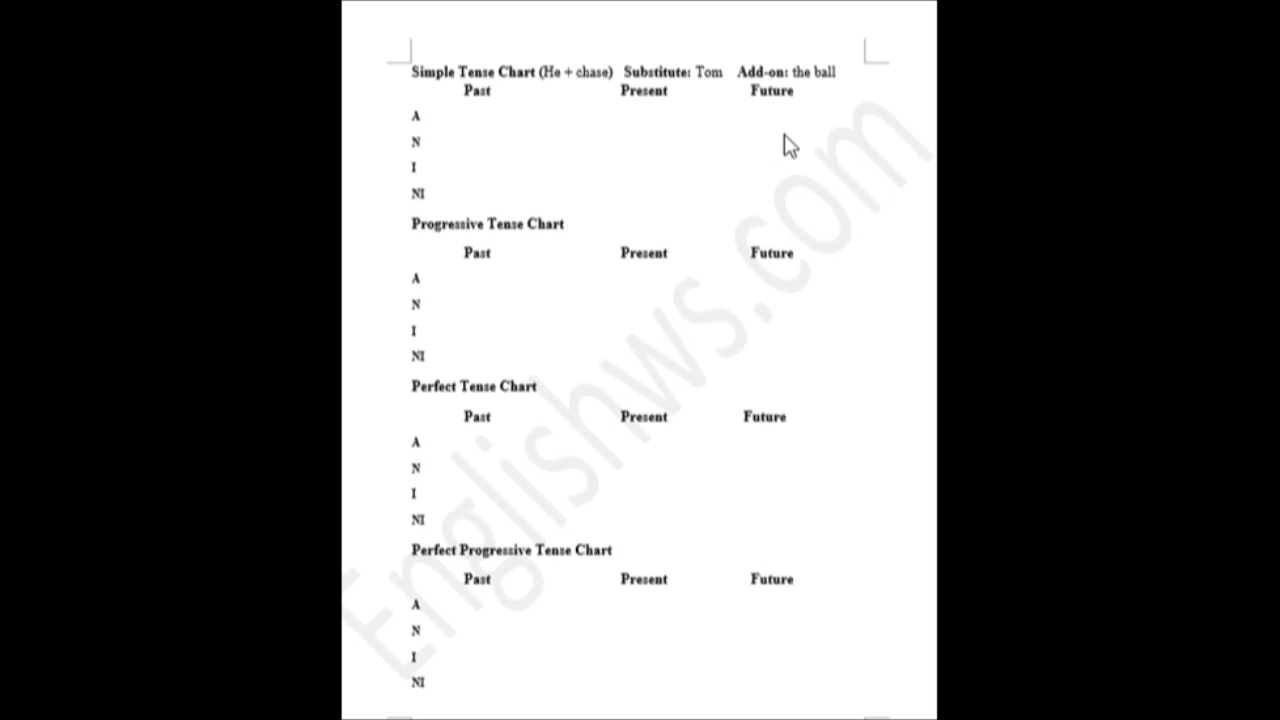 Simple Tense Chart (He + chase) Substitute: Tom Add-on: the ball
Past Present Future
A
N
I
NI
Progressive Tense Chart
Past Present Future
A
N
I
NI
Perfect Tense Chart
Past Present Future
A
N
I
NI
Perfect Progressive Tense Chart
Past Present Future
A
N
I
NI
Englishws.com